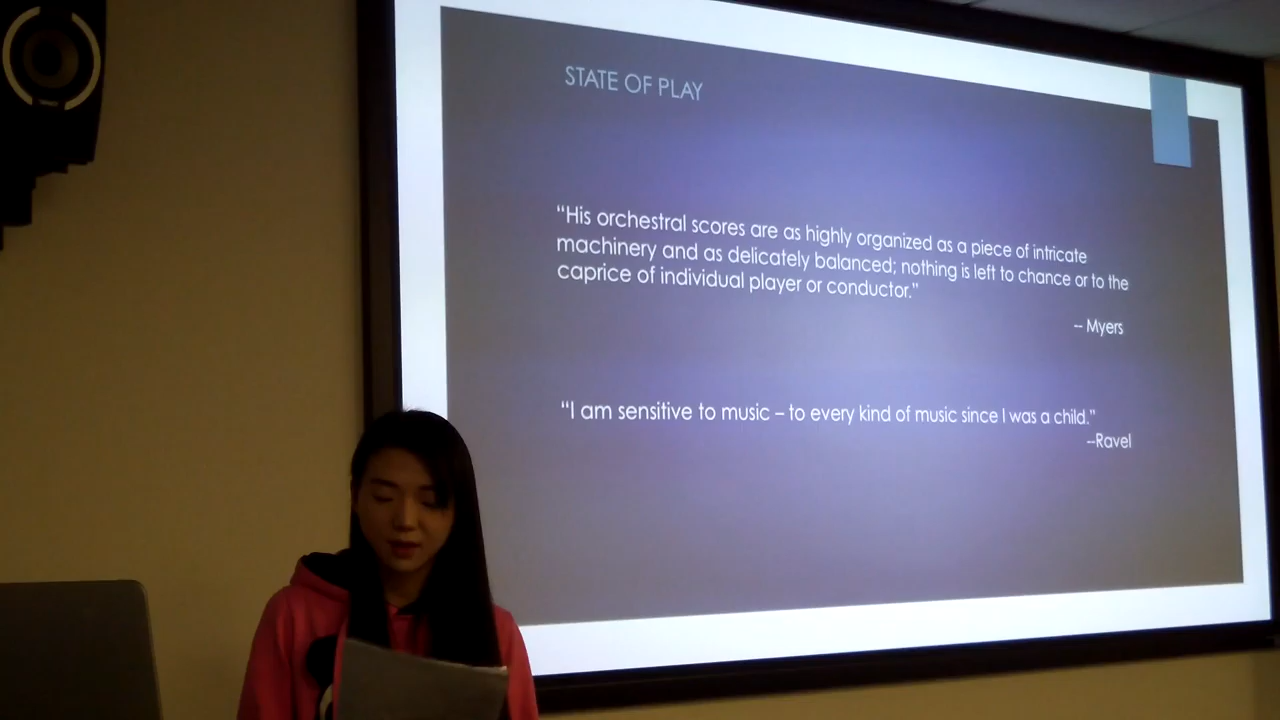 STATE OF PLAY
“His orchestral scores are as highly organized as a piece of intricate
machinery and as delicately balanced; nothing is left to chance or to the
caprice of individual player or conductor.”
-- Myers
“I am sensitive to music – to every kind of music since I was a child.”
--Ravel